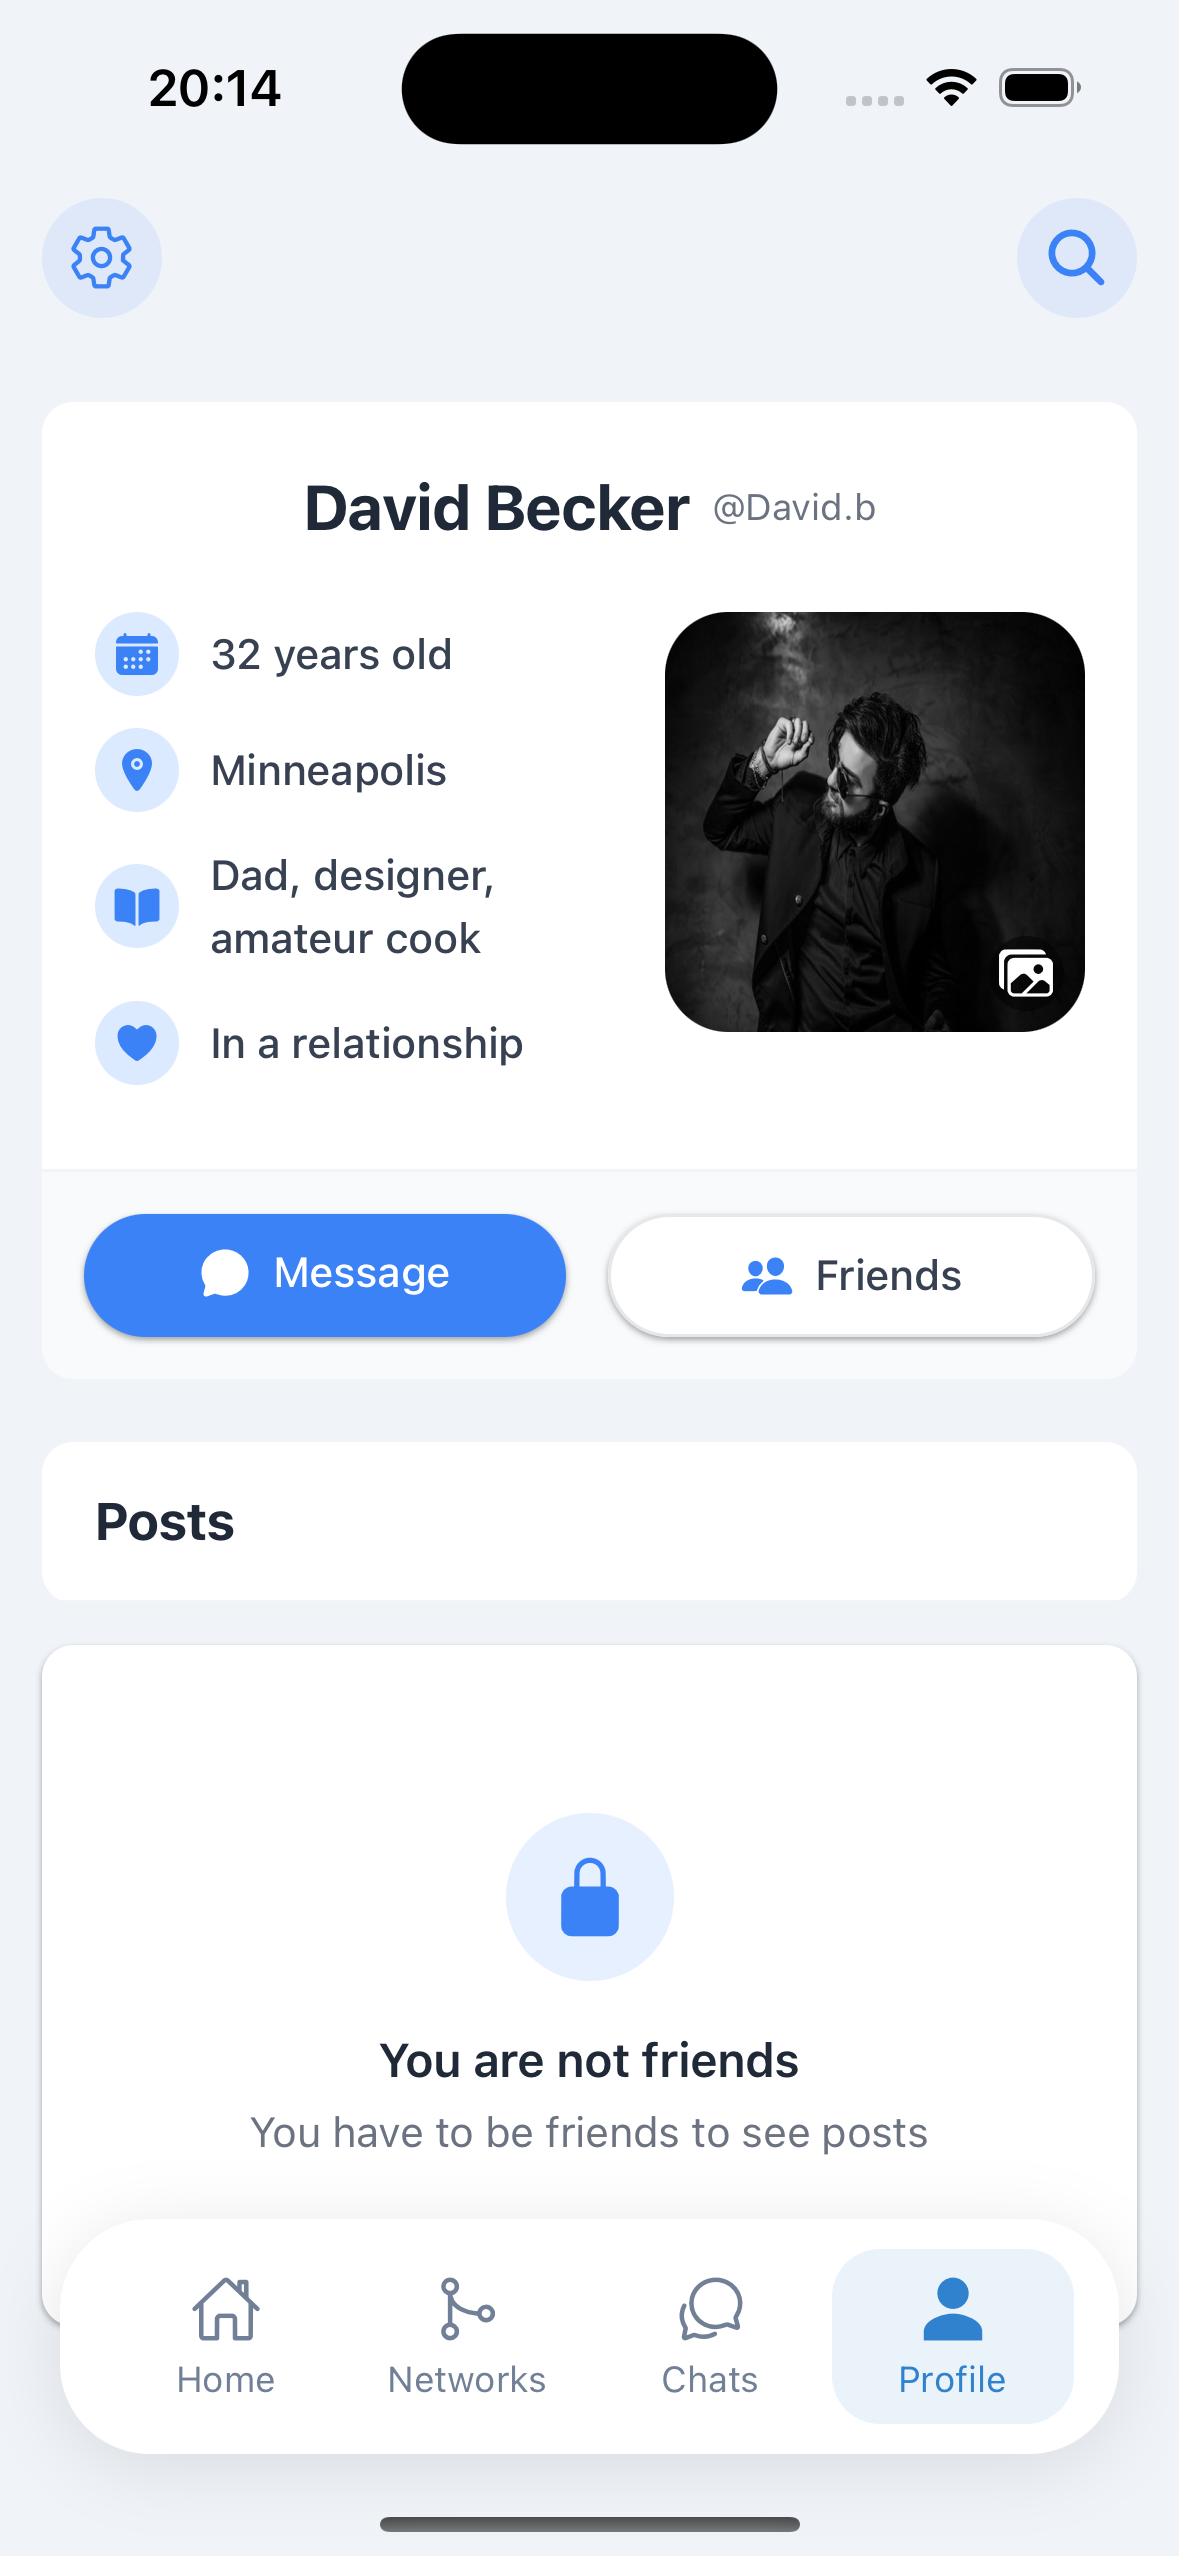 20:14
David Becker @David.b
32 years old
Minneapolis
Dad, designer,
amateur cook
In a relationship
Message
Friends
Posts
You are not friends
You have to be friends to see posts
Home
Networks
Chats
Profile